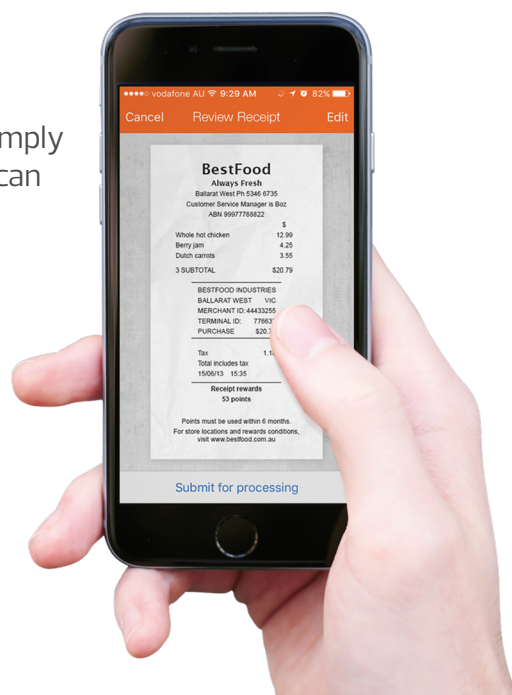 mply
can
vodafone AU 9:29 AM 82%
Cancel Review Receipt Edit
BestFood
Always Fresh
Ballarat West Ph 5346 6735
Customer Service Manager is Boz
ABN 99977788822
$
Whole hot chicken 12.99
Berry jam 4.25
Dutch carrots 3.55
3 SUBTOTAL $20.79
BESTFOOD INDUSTRIES
BALLARAT WEST VIC
MERCHANT ID: 44433255
TERMINAL ID:
PURCHASE
Tax
Total includes tax
15/06/13 15:35
Receipt rewards
53 points
Points must be used within 6 months.
For store locations and rewards conditions,
visit www.bestfood.com.au
Submit for processing